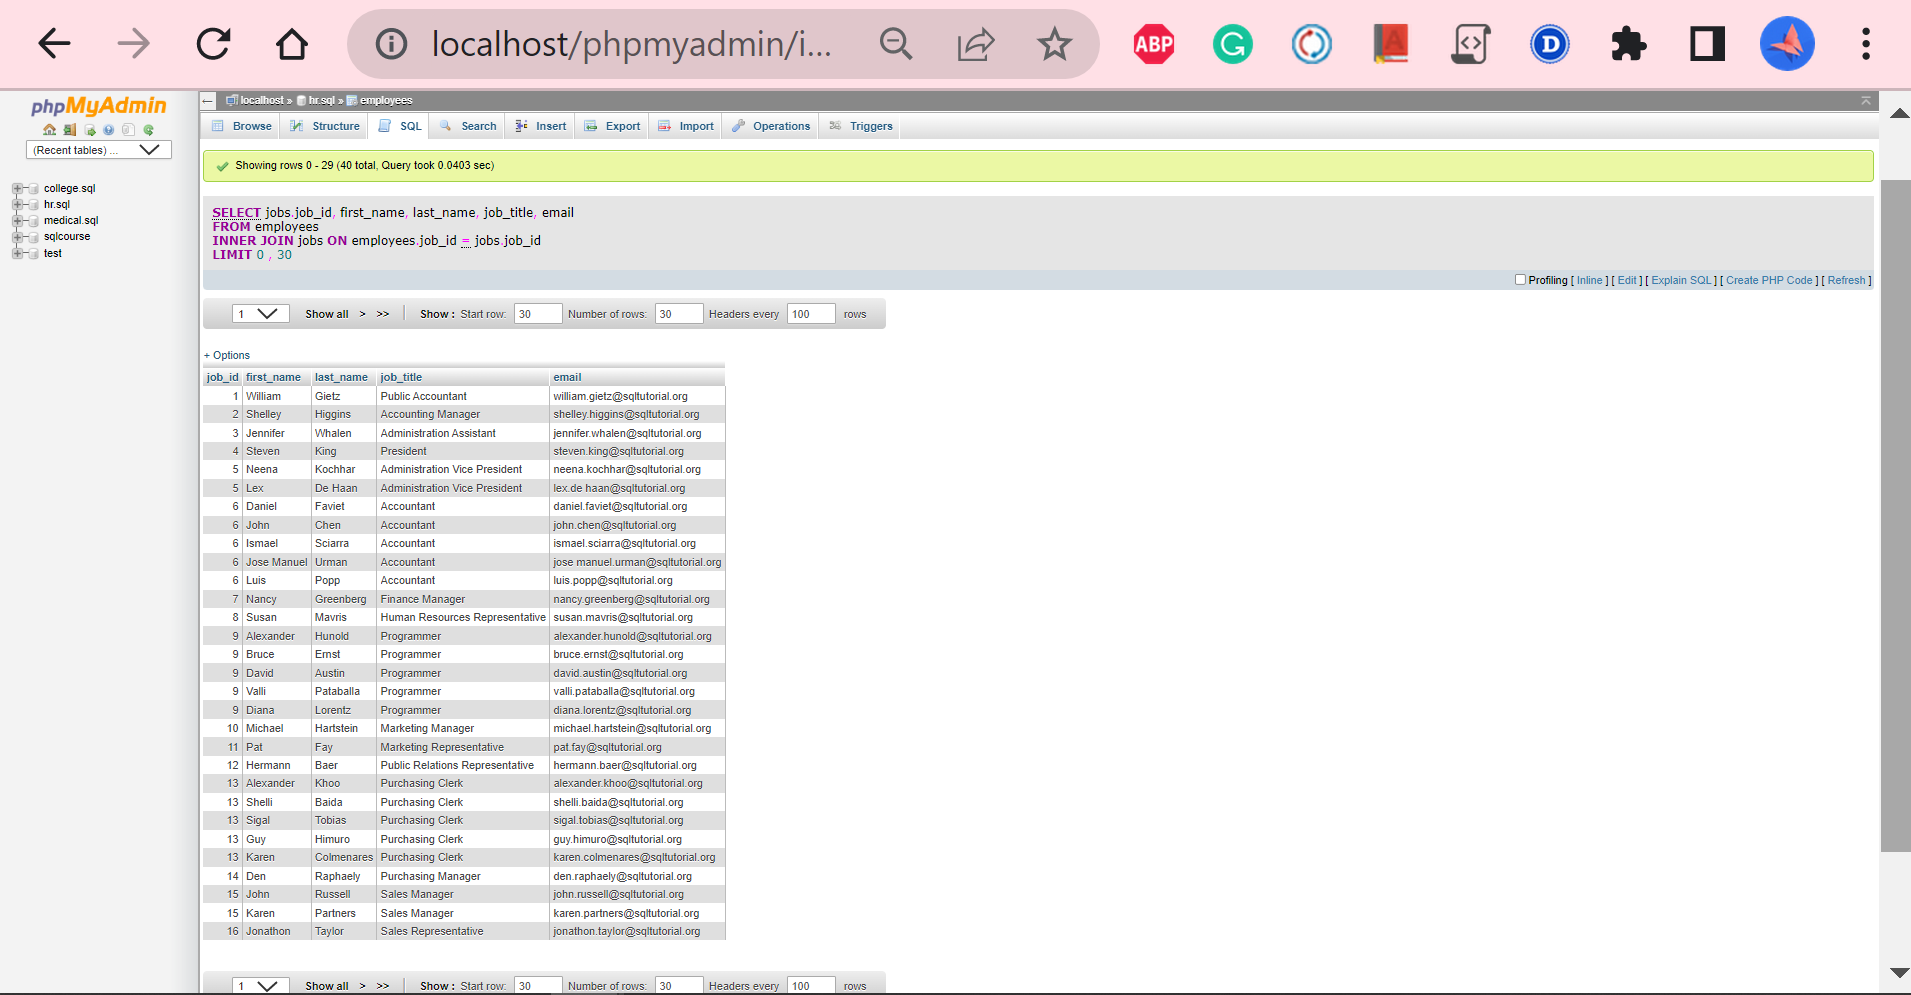 localhost/phpmyadmin/i...
ABP
G
A
D
phpMyAdmin
(Recent tables) ...
college.sql
hr.sql
medical.sql
sqlcourse
test
localhost » hr.sql » employees
Browse Structure SQL Search Insert Export Import Operations Triggers
Showing rows 0 - 29 (40 total, Query took 0.0403 sec)
SELECT jobs.job_id, first_name, last_name, job_title, email
FROM employees
INNER JOIN jobs ON employees.job_id = jobs.job_id
LIMIT 0 , 30
Profiling [ Inline ] [ Edit ] [ Explain SQL ] [ Create PHP Code ] [ Refresh ]
1 Show all > >> Show : Start row: 30 Number of rows: 30 Headers every 100 rows
+ Options
job_id first_name last_name job_title email
1 William Gietz Public Accountant william.gietz@sqltutorial.org
2 Shelley Higgins Accounting Manager shelley.higgins@sqltutorial.org
3 Jennifer Whalen Administration Assistant jennifer.whalen@sqltutorial.org
4 Steven King President steven.king@sqltutorial.org
5 Neena Kochhar Administration Vice President neena.kochhar@sqltutorial.org
5 Lex De Haan Administration Vice President lex.de haan@sqltutorial.org
6 Daniel Faviet Accountant daniel.faviet@sqltutorial.org
6 John Chen Accountant john.chen@sqltutorial.org
6 Ismael Sciarra Accountant ismael.sciarra@sqltutorial.org
6 Jose Manuel Urman Accountant jose manuel.urman@sqltutorial.org
6 Luis Popp Accountant luis.popp@sqltutorial.org
7 Nancy Greenberg Finance Manager nancy.greenberg@sqltutorial.org
8 Susan Mavris Human Resources Representative susan.mavris@sqltutorial.org
9 Alexander Hunold Programmer alexander.hunold@sqltutorial.org
9 Bruce Ernst Programmer bruce.ernst@sqltutorial.org
9 David Austin Programmer david.austin@sqltutorial.org
9 Valli Pataballa Programmer valli.pataballa@sqltutorial.org
9 Diana Lorentz Programmer diana.lorentz@sqltutorial.org
10 Michael Hartstein Marketing Manager michael.hartstein@sqltutorial.org
11 Pat Fay Marketing Representative pat.fay@sqltutorial.org
12 Hermann Baer Public Relations Representative hermann.baer@sqltutorial.org
13 Alexander Khoo Purchasing Clerk alexander.khoo@sqltutorial.org
13 Shelli Baida Purchasing Clerk shelli.baida@sqltutorial.org
13 Sigal Tobias Purchasing Clerk sigal.tobias@sqltutorial.org
13 Guy Himuro Purchasing Clerk guy.himuro@sqltutorial.org
13 Karen Colmenares Purchasing Clerk karen.colmenares@sqltutorial.org
14 Den Raphaely Purchasing Manager den.raphaely@sqltutorial.org
15 John Russell Sales Manager john.russell@sqltutorial.org
15 Karen Partners Sales Manager karen.partners@sqltutorial.org
16 Jonathon Taylor Sales Representative jonathon.taylor@sqltutorial.org
1 Show all > >> Show : Start row: 30 Number of rows: 30 Headers every 100 rows